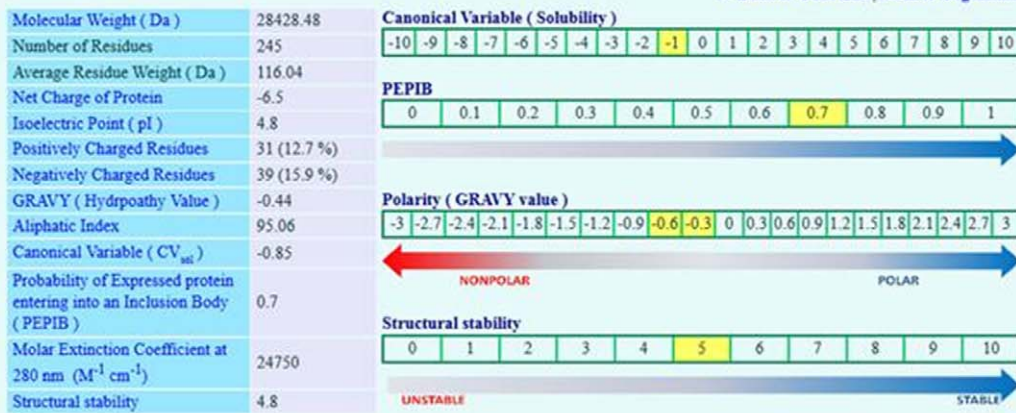 Molecular Weight ( Da ) 28428.48
Number of Residues 245
Average Residue Weight ( Da ) 116.04
Net Charge of Protein -6.5
Isoelectric Point ( pI ) 4.8
Positively Charged Residues 31 (12.7 %)
Negatively Charged Residues 39 (15.9 %)
GRAVY ( Hydrpoathy Value ) -0.44
Aliphatic Index 95.06
Canonical Variable ( CVsol ) -0.85
Probability of Expressed protein
entering into an Inclusion Body 0.7
( PEPIB )
Molar Extinction Coefficient at
280 nm (M-1 cm-1) 24750
Structural stability 4.8
Canonical Variable ( Solubility )
-10 -9 -8 -7 -6 -5 -4 -3 -2 -1 0 1 2 3 4 5 6 7 8 9 10
PEPIB
0 0.1 0.2 0.3 0.4 0.5 0.6 0.7 0.8 0.9 1
Polarity ( GRAVY value )
-3 -2.7 -2.4 -2.1 -1.8 -1.5 -1.2 -0.9 -0.6 -0.3 0 0.3 0.6 0.9 1.2 1.5 1.8 2.1 2.4 2.7 3
NONPOLAR POLAR
Structural stability
0 1 2 3 4 5 6 7 8 9 10
UNSTABLE STABLE